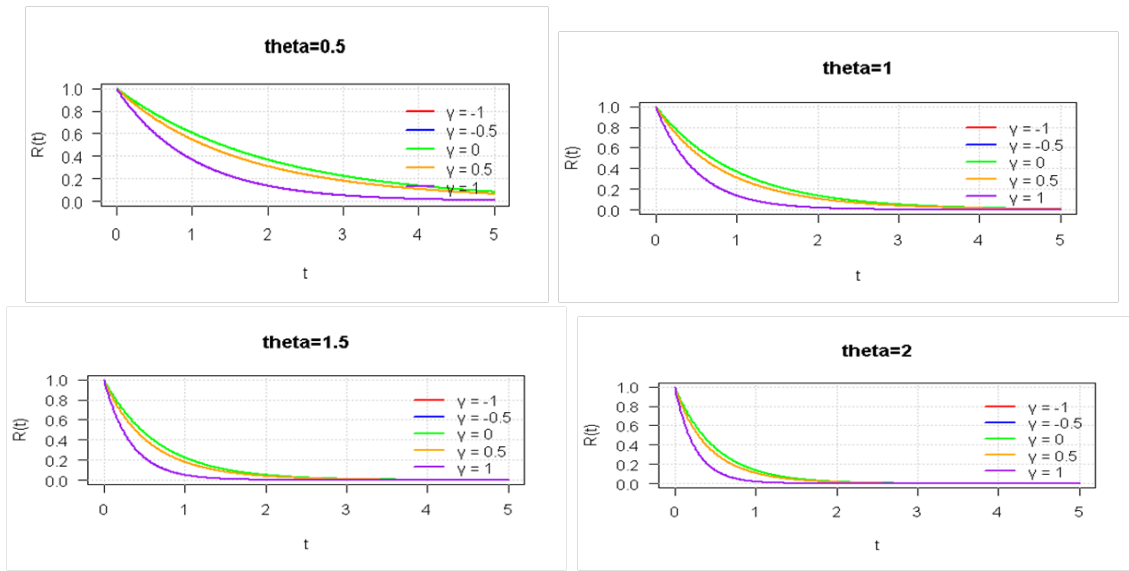 theta=0.5
1.0
0.8
0.6
0.4
0.2
0.0
R(t)
γ = -1
γ = -0.5
γ = 0
γ = 0.5
γ = 1
0 1 2 3 4 5
t
theta=1
1.0
0.8
0.6
0.4
0.2
0.0
R(t)
γ = -1
γ = -0.5
γ = 0
γ = 0.5
γ = 1
0 1 2 3 4 5
t
theta=1.5
1.0
0.8
0.6
0.4
0.2
0.0
R(t)
γ = -1
γ = -0.5
γ = 0
γ = 0.5
γ = 1
0 1 2 3 4 5
t
theta=2
1.0
0.8
0.6
0.4
0.2
0.0
R(t)
γ = -1
γ = -0.5
γ = 0
γ = 0.5
γ = 1
0 1 2 3 4 5
t